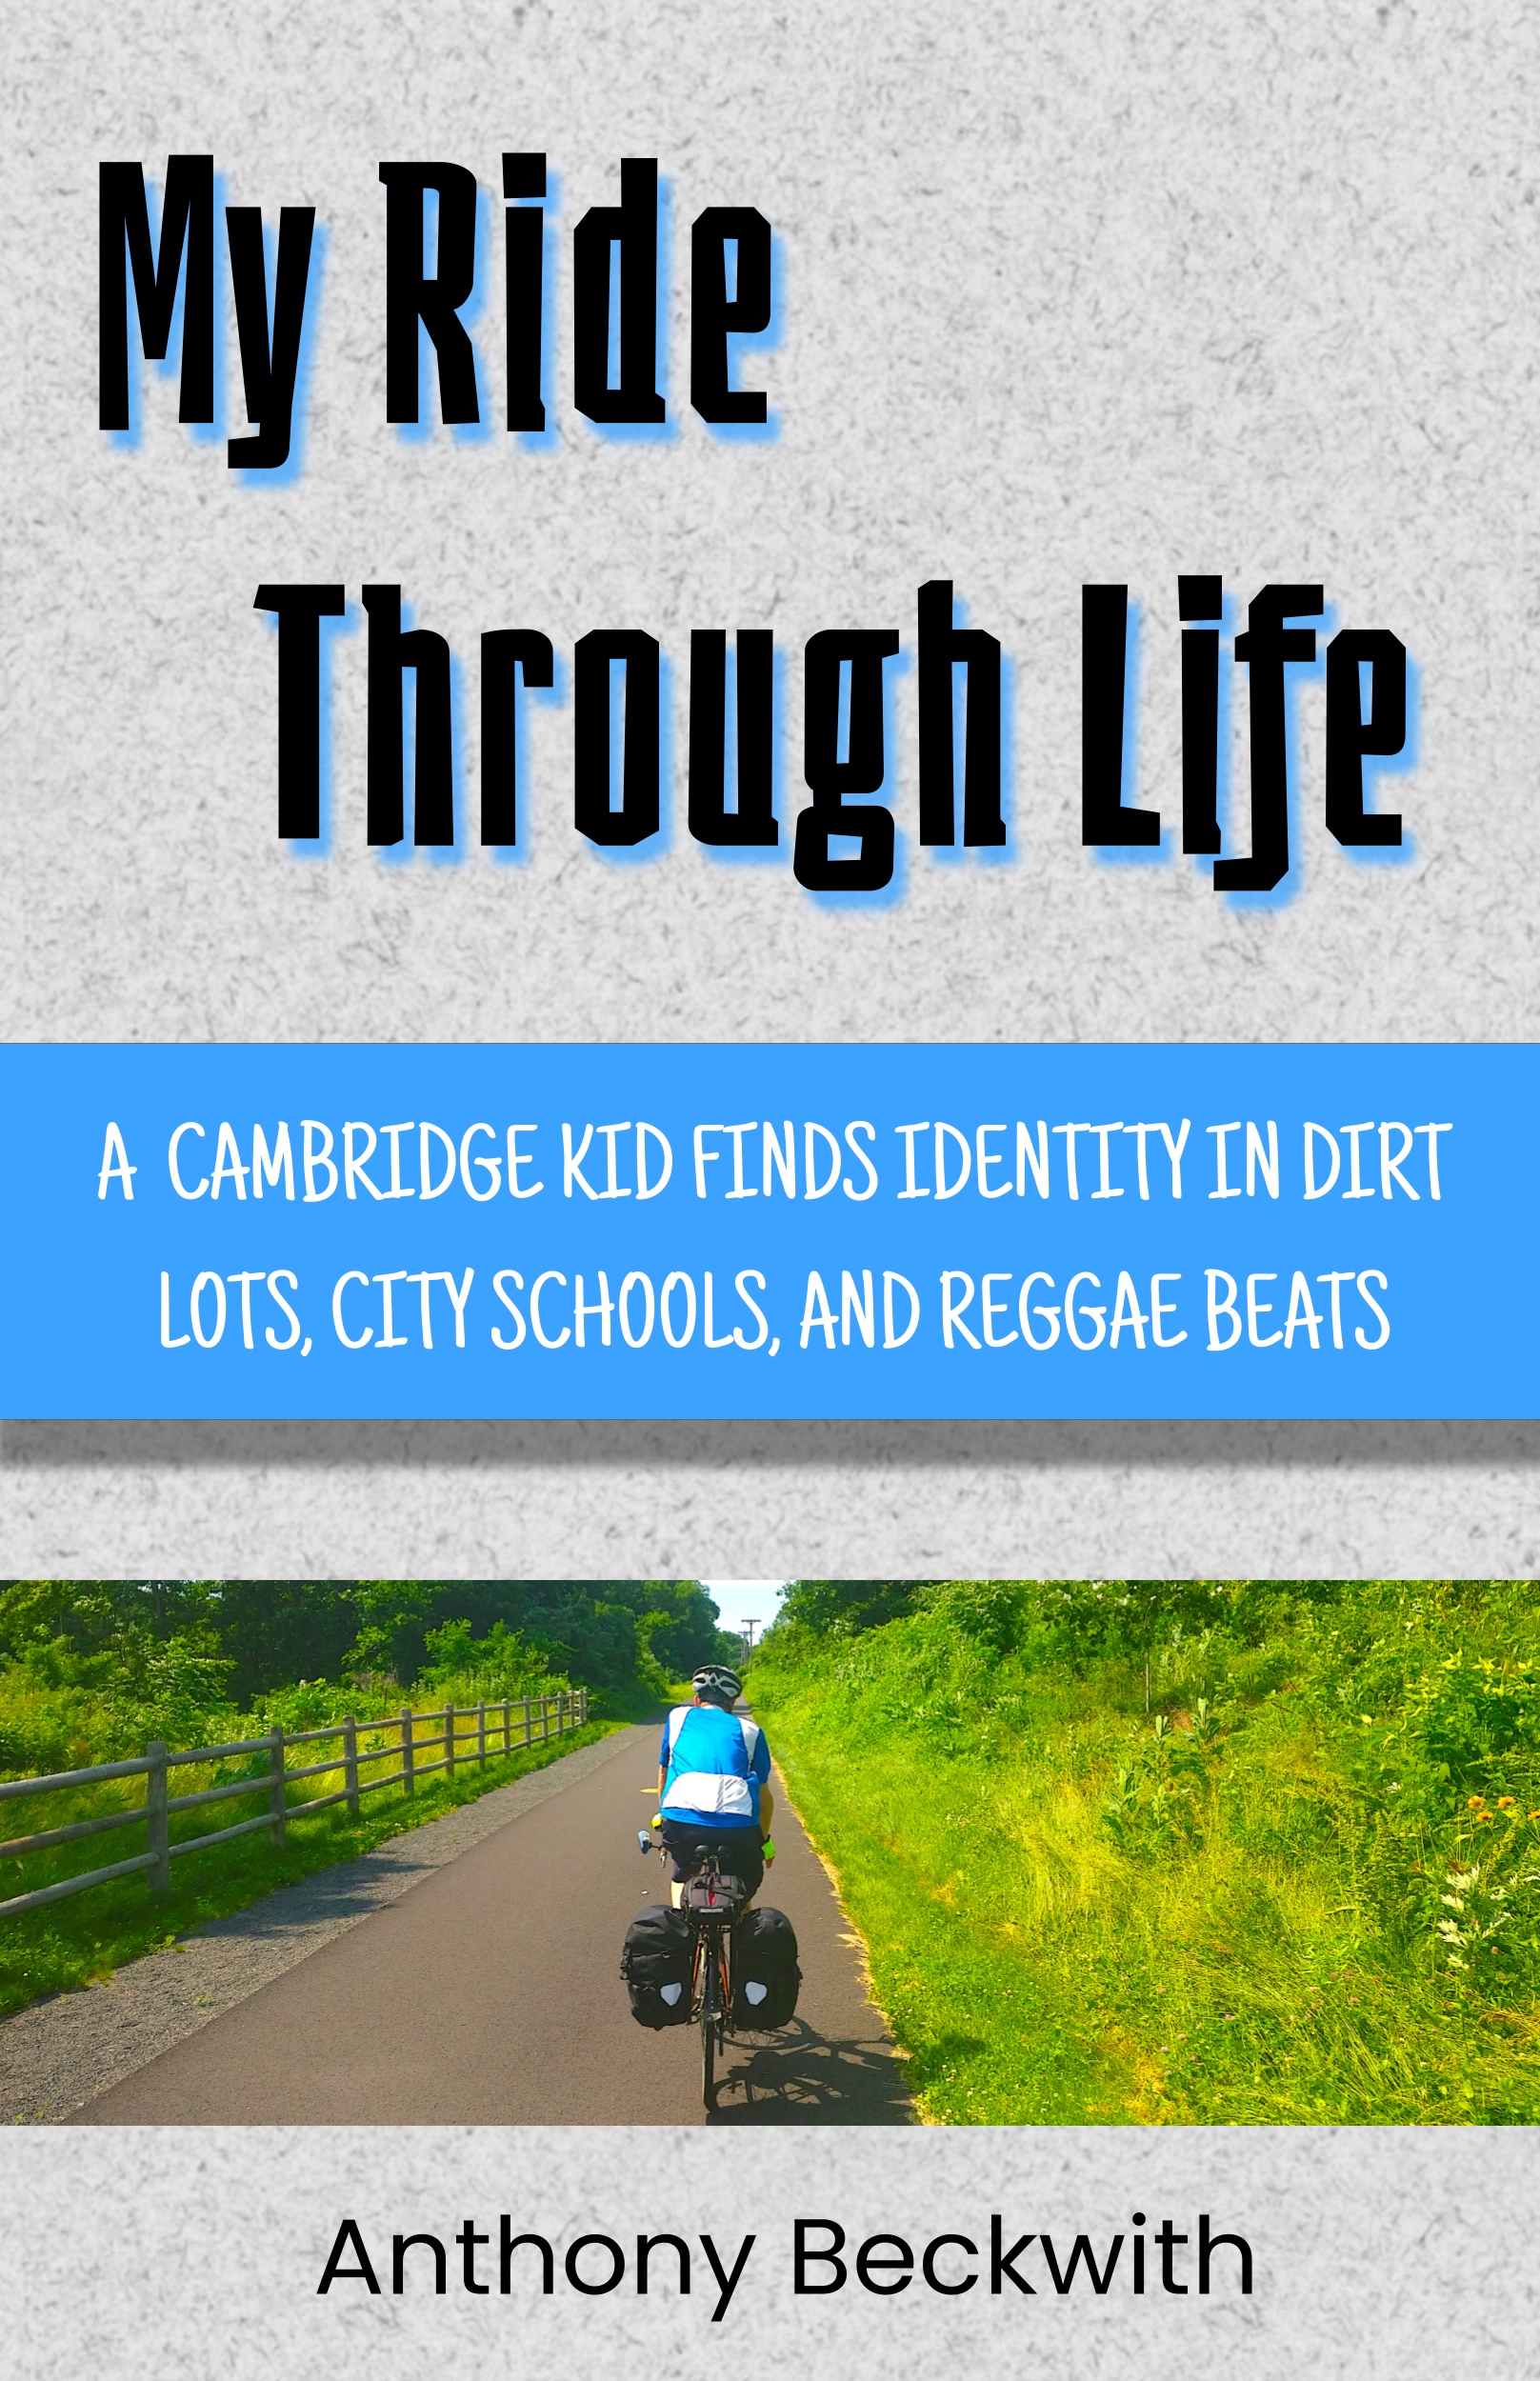 My Ride
Through Life
A CAMBRIDGE KID FINDS IDENTITY IN DIRT
LOTS, CITY SCHOOLS, AND REGGAE BEATS
Anthony Beckwith